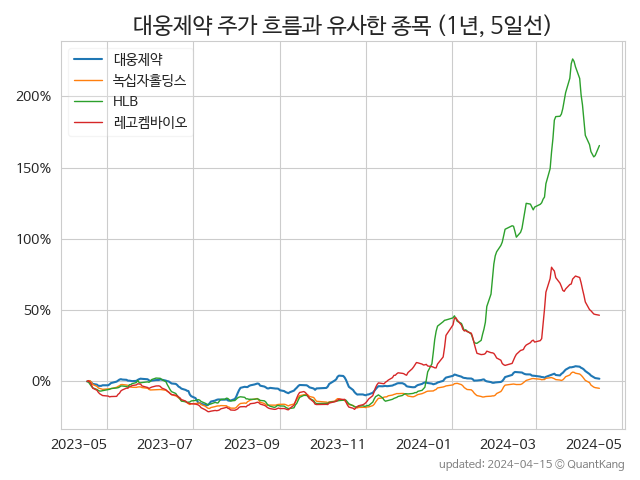 대웅제약 주가 흐름과 유사한 종목 (1년, 5일선)
대웅제약
녹십자홀딩스
HLB
레고켐바이오
200%
150%
100%
50%
0%
2023-05 2023-07 2023-09 2023-11 2024-01 2024-03 2024-05
updated: 2024-04-15 © QuantKang